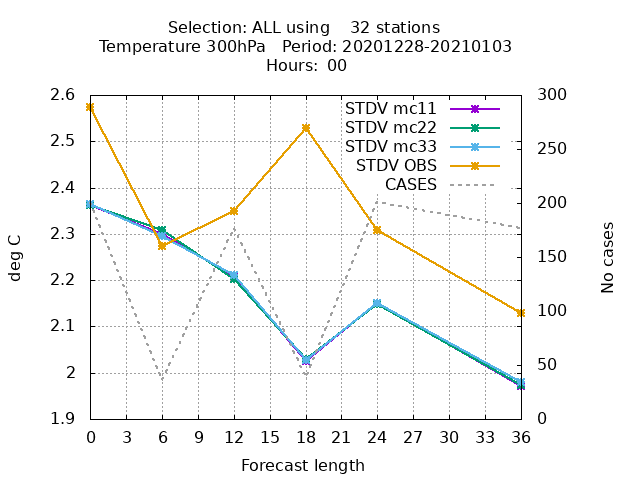 Selection: ALL using    32 stations
Temperature 300hPa   Period: 20201228-20210103
Hours:  00
STDV mc11
STDV mc22
STDV mc33
STDV OBS
CASES
2.6
2.5
2.4
2.3
2.2
2.1
2
1.9
deg C
300
250
200
150
100
50
0
No cases
0 3 6 9 12 15 18 21 24 27 30 33 36
Forecast length